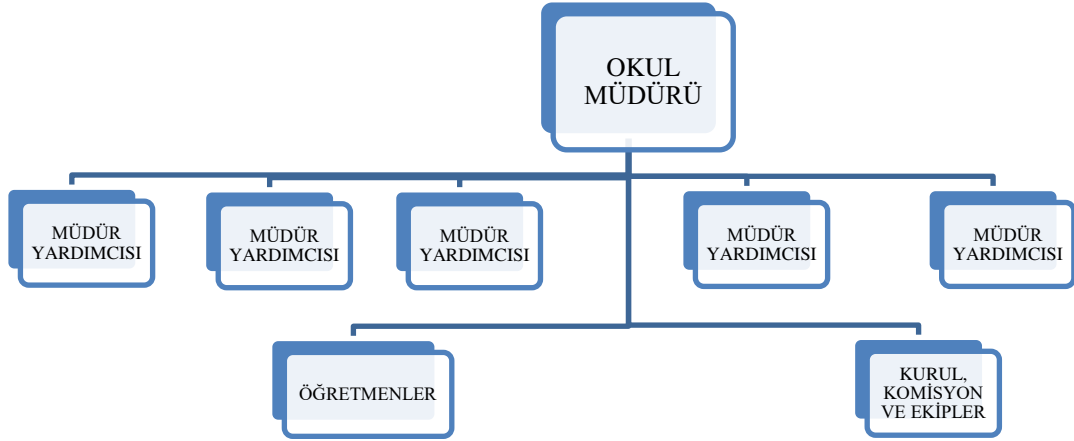 OKUL
MÜDÜRÜ
MÜDÜR
YARDIMCISI
MÜDÜR
YARDIMCISI
MÜDÜR
YARDIMCISI
MÜDÜR
YARDIMCISI
MÜDÜR
YARDIMCISI
ÖĞRETMENLER
KURUL,
KOMİSYON
VE EKİPLER